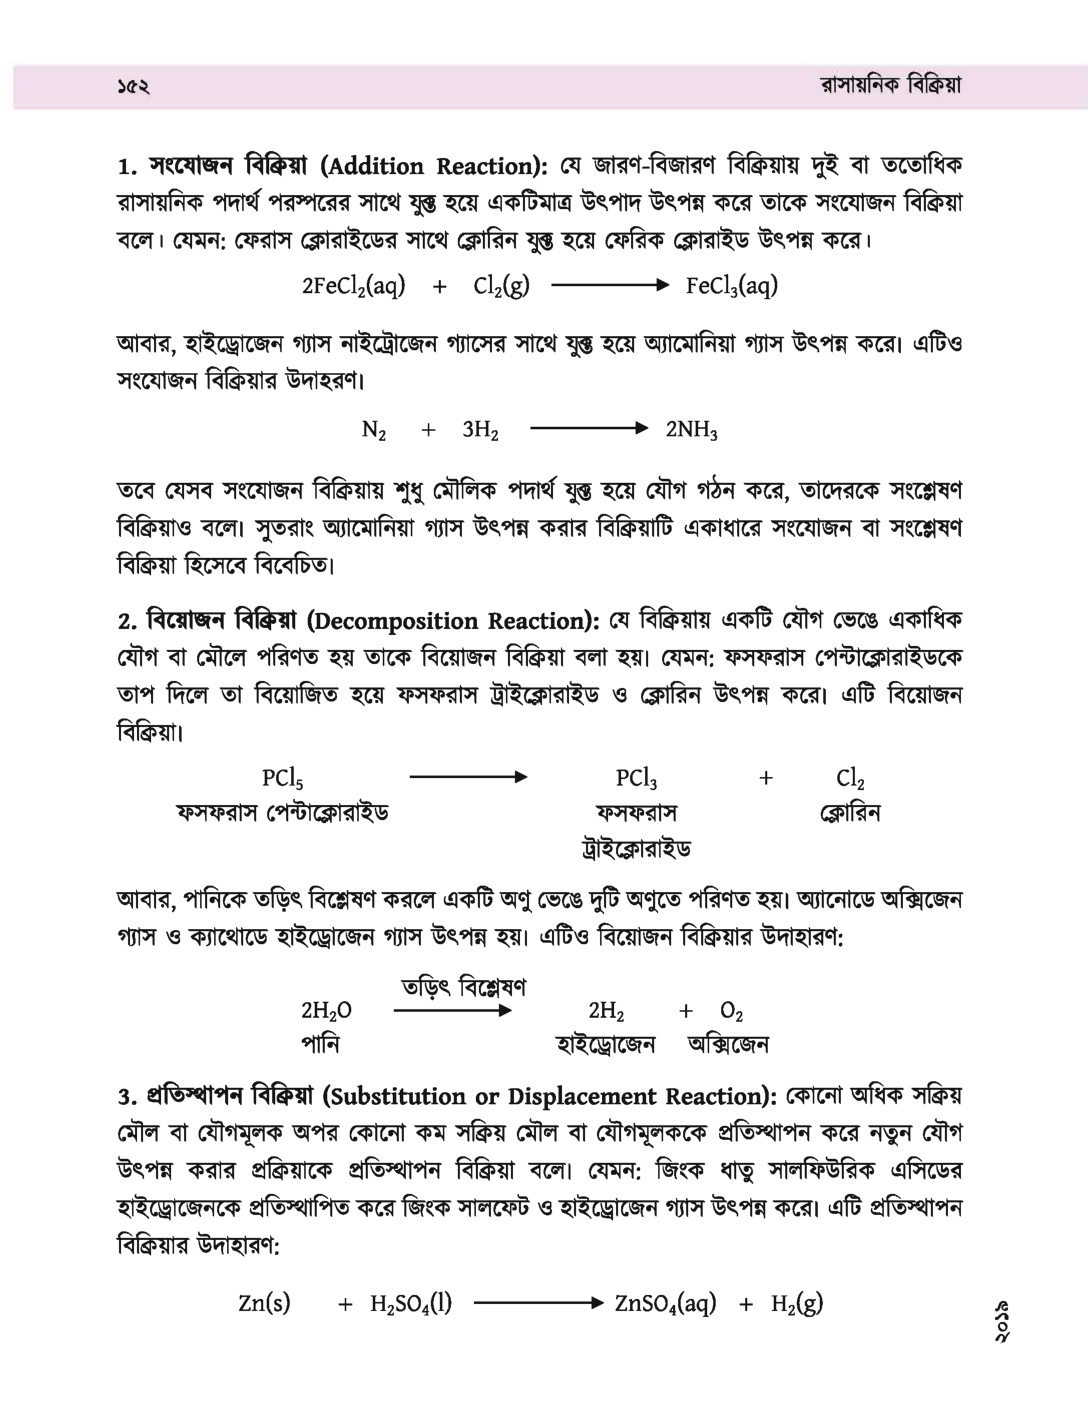 ১৫২ রাসায়নিক বিক্রিয়া
1. সংযোজন বিক্রিয়া (Addition Reaction): যে জারণ-বিজারণ বিক্রিয়ায় দুই বা ততোধিক
রাসায়নিক পদার্থ পরস্পরের সাথে যুক্ত হয়ে একটিমাত্র উৎপাদ উৎপন্ন করে তাকে সংযোজন বিক্রিয়া
বলে। যেমন: ফেরাস ক্লোরাইডের সাথে ক্লোরিন যুক্ত হয়ে ফেরিক ক্লোরাইড উৎপন্ন করে।
2FeCl₂(aq) + Cl₂(g) ⟶ FeCl₃(aq)
আবার, হাইড্রোজেন গ্যাস নাইট্রোজেন গ্যাসের সাথে যুক্ত হয়ে অ্যামোনিয়া গ্যাস উৎপন্ন করে। এটিও
সংযোজন বিক্রিয়ার উদাহরণ।
N₂ + 3H₂ ⟶ 2NH₃
তবে যেসব সংযোজন বিক্রিয়ায় শুধু মৌলিক পদার্থ যুক্ত হয়ে যৌগ গঠন করে, তাদেরকে সংশ্লেষণ
বিক্রিয়াও বলে। সুতরাং অ্যামোনিয়া গ্যাস উৎপন্ন করার বিক্রিয়াটি একাধারে সংযোজন বা সংশ্লেষণ
বিক্রিয়া হিসেবে বিবেচিত।
2. বিয়োজন বিক্রিয়া (Decomposition Reaction): যে বিক্রিয়ায় একটি যৌগ ভেঙে একাধিক
যৌগ বা মৌলে পরিণত হয় তাকে বিয়োজন বিক্রিয়া বলা হয়। যেমন: ফসফরাস পেন্টাক্লোরাইডকে
তাপ দিলে তা বিয়োজিত হয়ে ফসফরাস ট্রাইক্লোরাইড ও ক্লোরিন উৎপন্ন করে। এটি বিয়োজন
বিক্রিয়া।
PCl₅ ⟶ PCl₃ + Cl₂
ফসফরাস পেন্টাক্লোরাইড ফসফরাস ক্লোরিন
ট্রাইক্লোরাইড
আবার, পানিকে তড়িৎ বিশ্লেষণ করলে একটি অণু ভেঙে দুটি অণুতে পরিণত হয়। অ্যানোডে অক্সিজেন
গ্যাস ও ক্যাথোডে হাইড্রোজেন গ্যাস উৎপন্ন হয়। এটিও বিয়োজন বিক্রিয়ার উদাহারণ:
তড়িৎ বিশ্লেষণ
2H₂O ⟶ 2H₂ + O₂
পানি হাইড্রোজেন অক্সিজেন
3. প্রতিস্থাপন বিক্রিয়া (Substitution or Displacement Reaction): কোনো অধিক সক্রিয়
মৌল বা যৌগমূলক অপর কোনো কম সক্রিয় মৌল বা যৌগমূলককে প্রতিস্থাপন করে নতুন যৌগ
উৎপন্ন করার প্রক্রিয়াকে প্রতিস্থাপন বিক্রিয়া বলে। যেমন: জিংক ধাতু সালফিউরিক এসিডের
হাইড্রোজেনকে প্রতিস্থাপিত করে জিংক সালফেট ও হাইড্রোজেন গ্যাস উৎপন্ন করে। এটি প্রতিস্থাপন
বিক্রিয়ার উদাহারণ:
Zn(s) + H₂SO₄(l) ⟶ ZnSO₄(aq) + H₂(g)
২০১৯